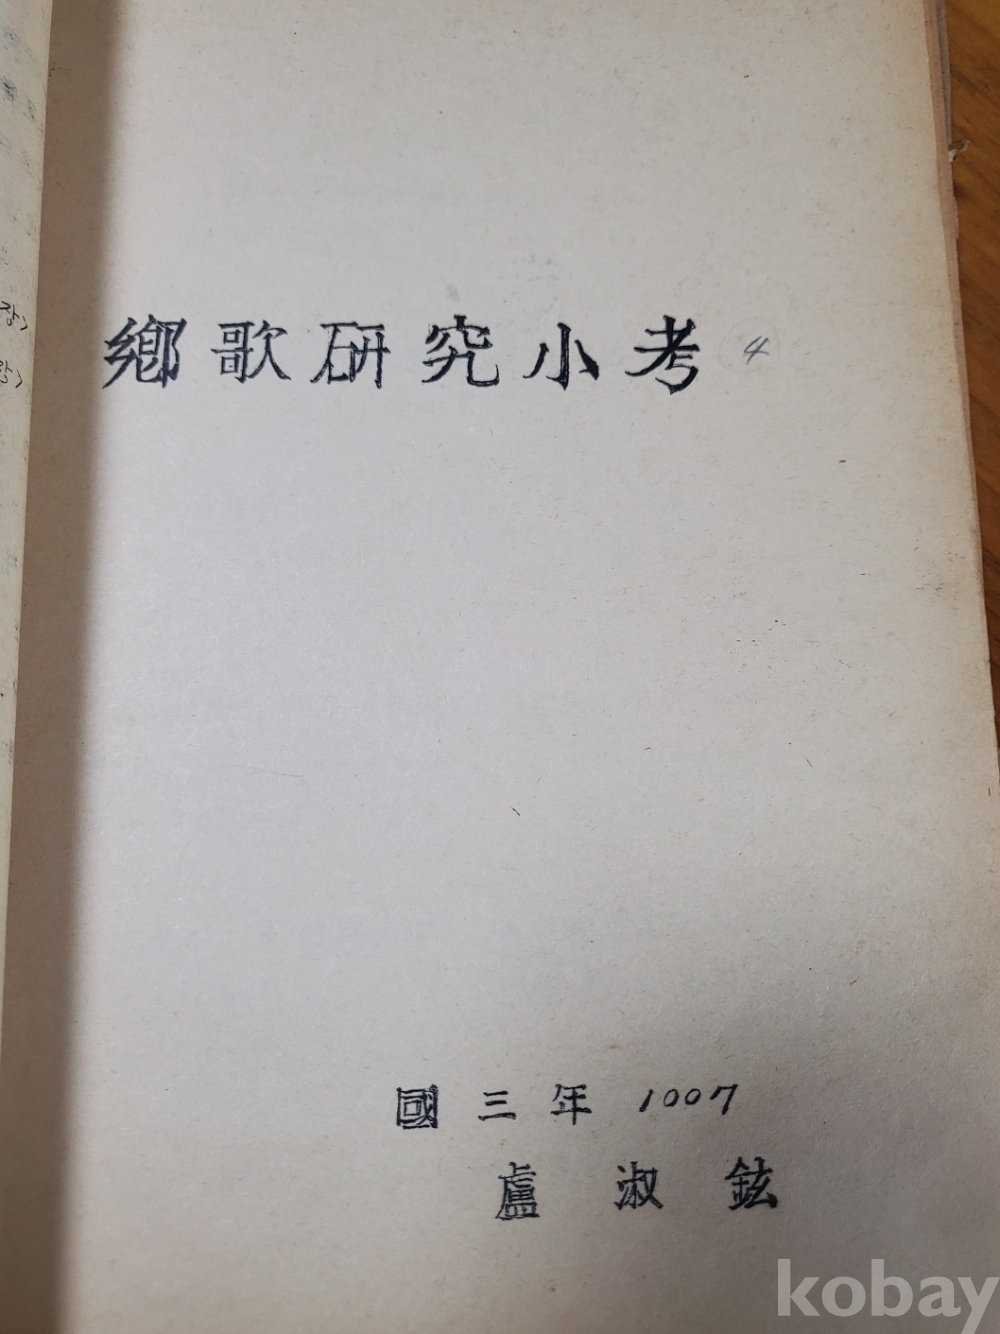 鄕歌硏究小考 4
國三年 1007
盧淑鉉
kobay